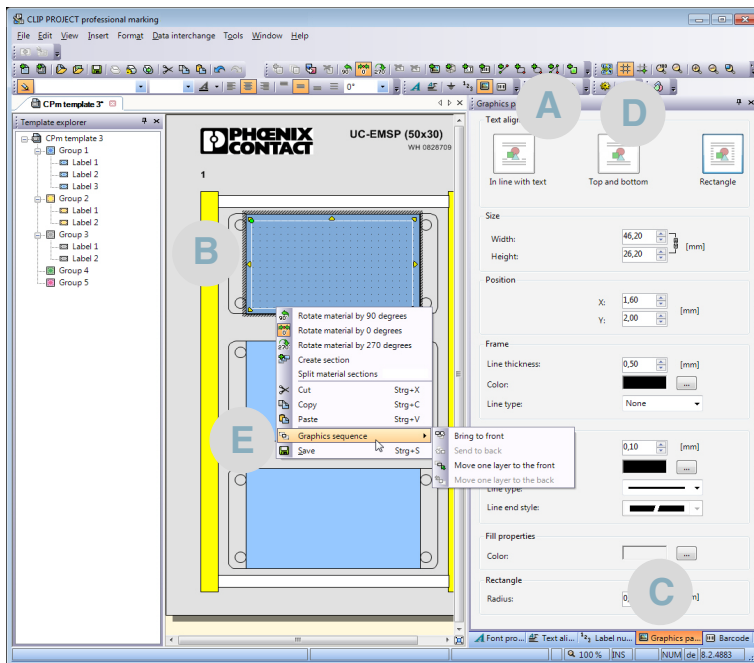 CLIP PROJECT professional marking
File Edit View Insert Format Data interchange Tools Window Help
0°
CPm template 3*
Graphics pa
Template explorer
CPm template 3
Group 1
Label 1
Label 2
Label 3
Group 2
Label 1
Label 2
Group 3
Label 1
Label 2
Group 4
Group 5
PHŒNIX
CONTACT
UC-EMSP (50x30)
WH 0828709
1
A
B
C
D
E
Rotate material by 90 degrees
Rotate material by 0 degrees
Rotate material by 270 degrees
Create section
Split material sections
Cut Strg+X
Copy Strg+C
Paste Strg+V
Graphics sequence
Save Strg+S
Bring to front
Send to back
Move one layer to the front
Move one layer to the back
Text align
In line with text Top and bottom Rectangle
Size
Width: 46,20
Height: 26,20
[mm]
Position
X: 1,60
Y: 2,00
[mm]
Frame
Line thickness: 0,50 [mm]
Color: ...
Line type: None
0,10 [mm]
...
Line type:
Line end style:
Fill properties
Color: ...
Rectangle
Radius: 0,
Font pro... Text ali... Label nu... Graphics pa... Barcode
100 % INS NUM de 8.2.4883